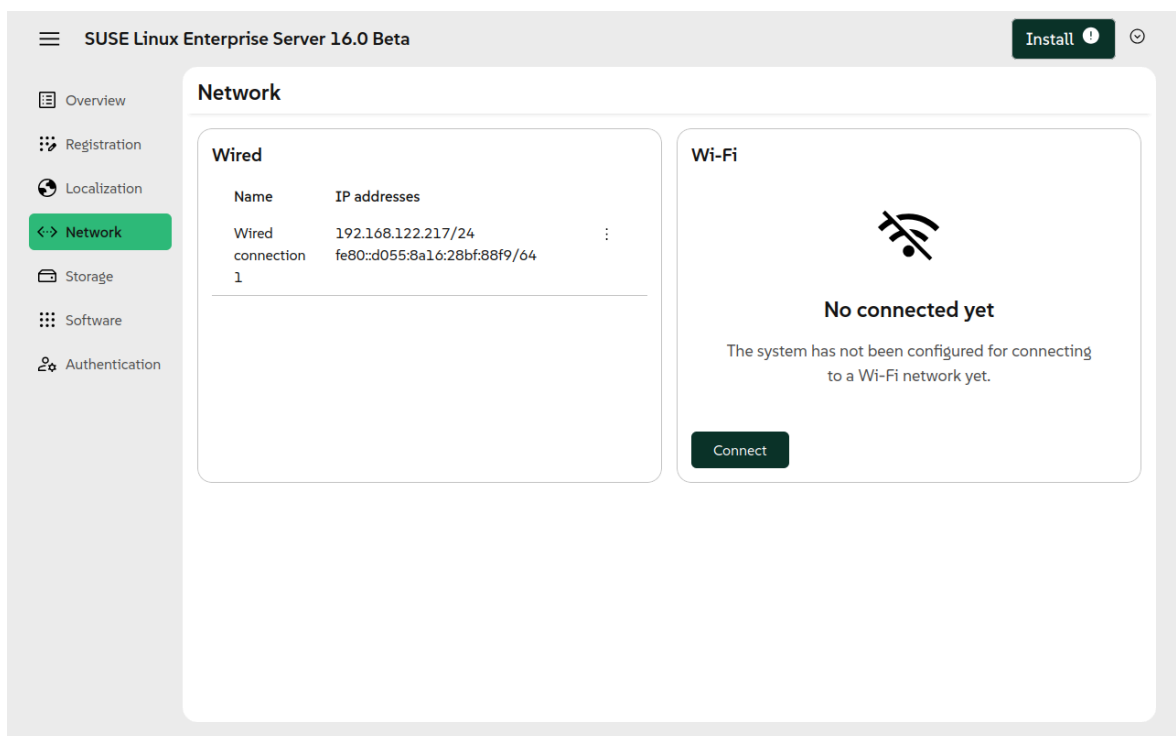 SUSE Linux Enterprise Server 16.0 Beta
Install !
Overview
Registration
Localization
Network
Storage
Software
Authentication
Network
Wired
Name IP addresses
Wired 192.168.122.217/24
connection fe80::d055:8a16:28bf:88f9/64
1
Wi-Fi
No connected yet
The system has not been configured for connecting
to a Wi-Fi network yet.
Connect